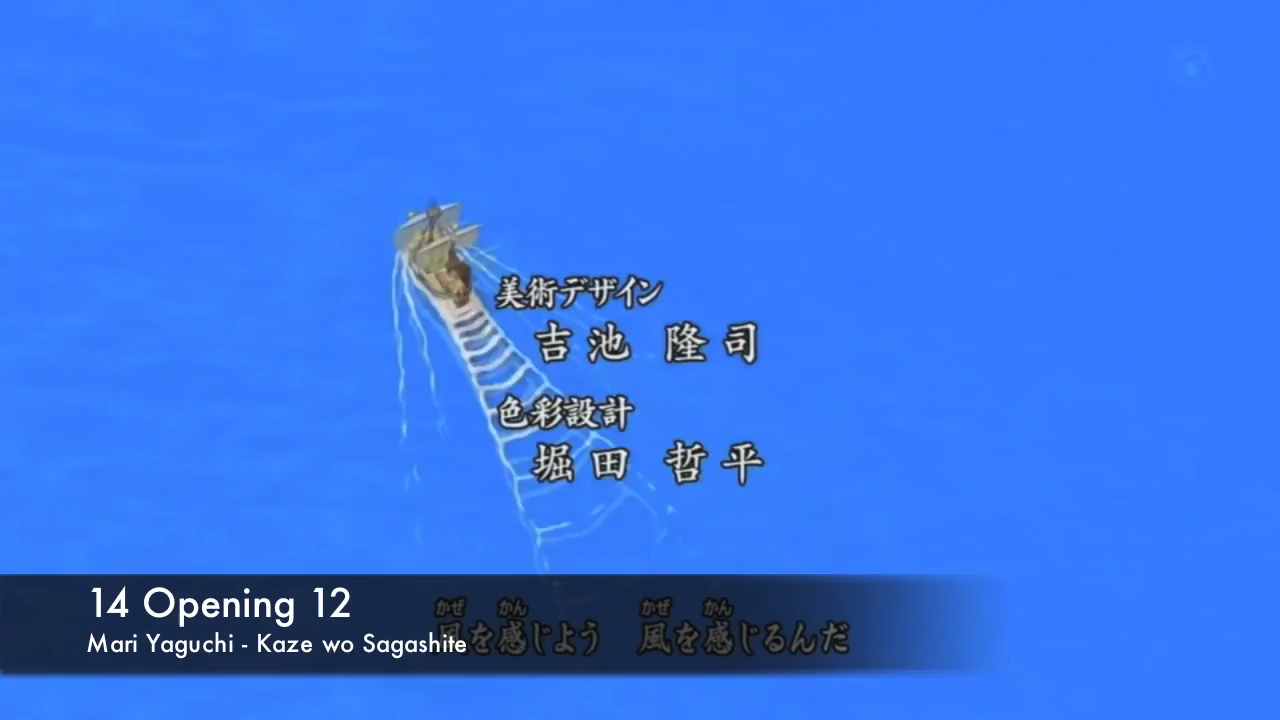 美術デザイン
吉池 隆司
色彩設計
堀田 哲平
14 Opening 12
Mari Yaguchi - Kaze wo Sagashite
かぜ かん かぜ かん
風を感じよう 風を感じるんだ